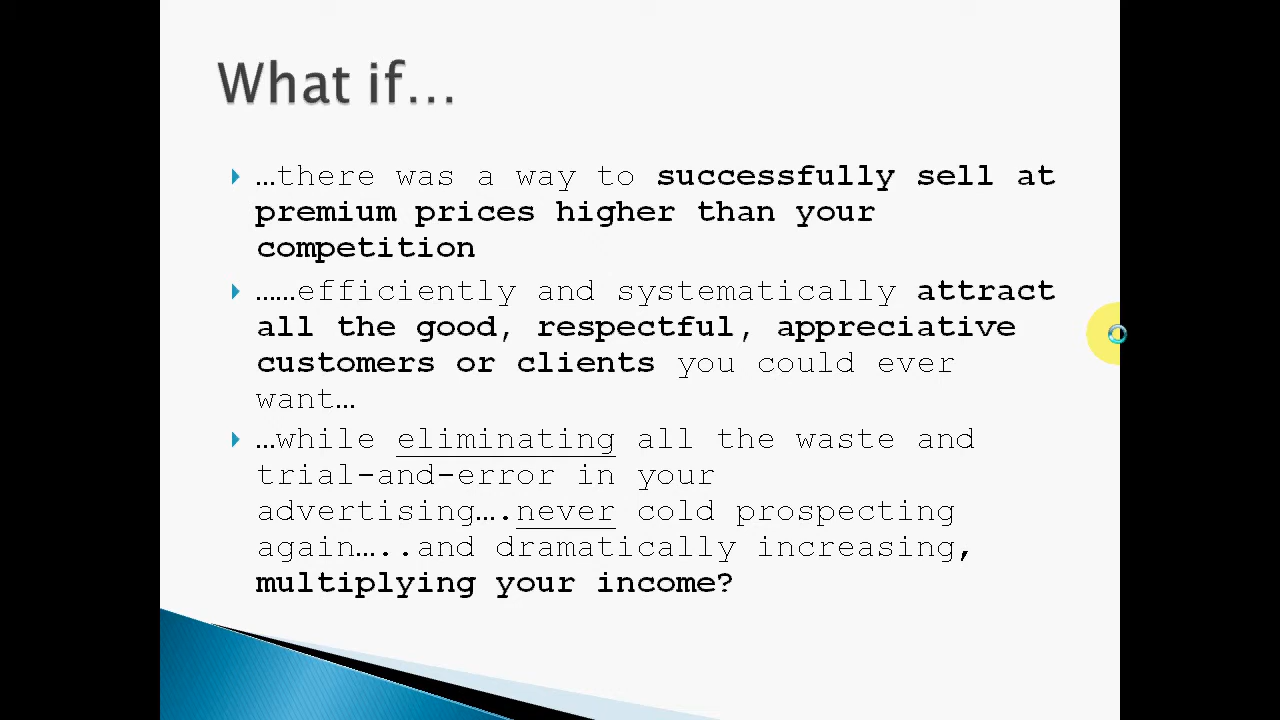 What if…
…there was a way to successfully sell at
premium prices higher than your
competition
……efficiently and systematically attract
all the good, respectful, appreciative
customers or clients you could ever
want…
…while eliminating all the waste and
trial-and-error in your
advertising….never cold prospecting
again…..and dramatically increasing,
multiplying your income?